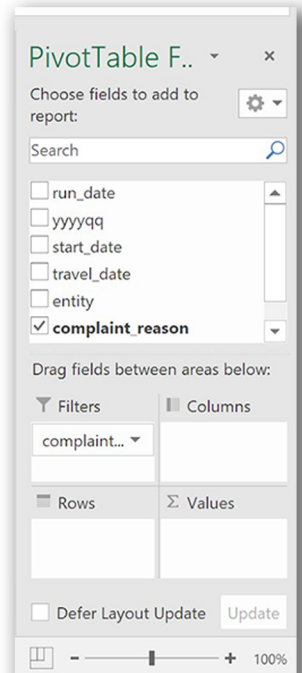 PivotTable F..
Choose fields to add to
report:
Search
run_date
yyyyqq
start_date
travel_date
entity
complaint_reason
Drag fields between areas below:
Filters
Columns
complaint...
Rows
Σ Values
Defer Layout Update
Update
- + 100%